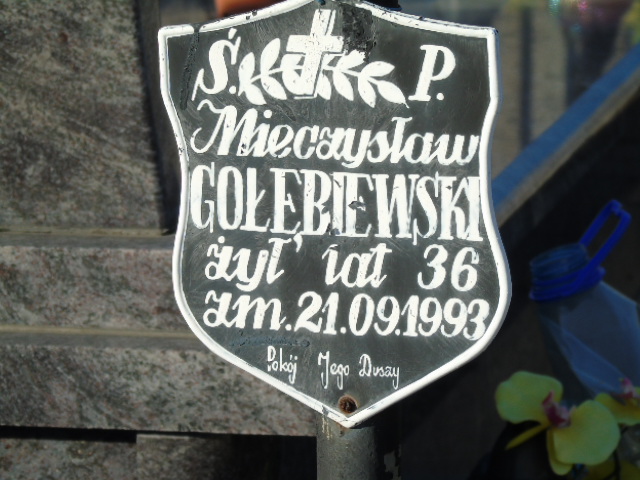 Ś. P.
Mieczysław
GOŁĘBIEWSKI
żył lat 36
zm. 21.09.1993
Pokój Jego Duszy